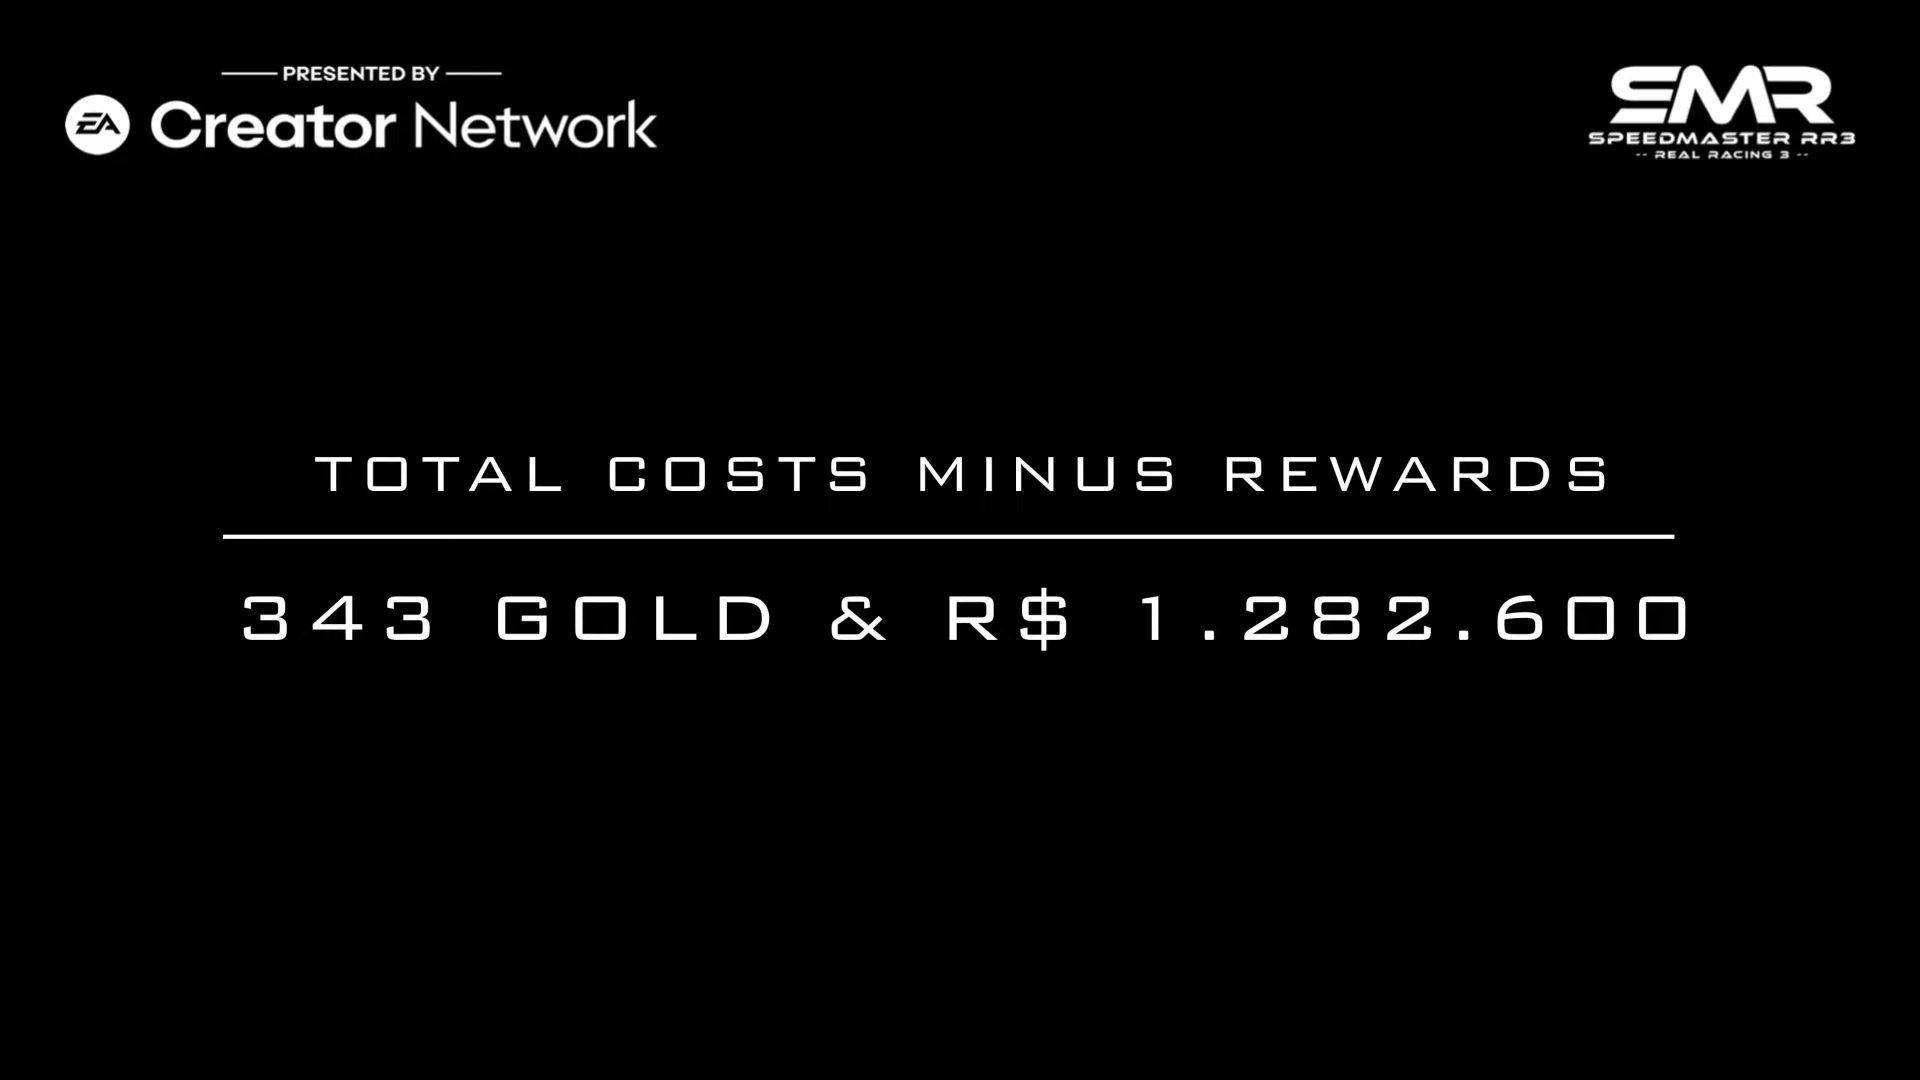 PRESENTED BY
EA Creator Network
SMR
SPEEDMASTER RR3
-- REAL RACING 3 --
TOTAL COSTS MINUS REWARDS
343 GOLD & R$ 1.282.600